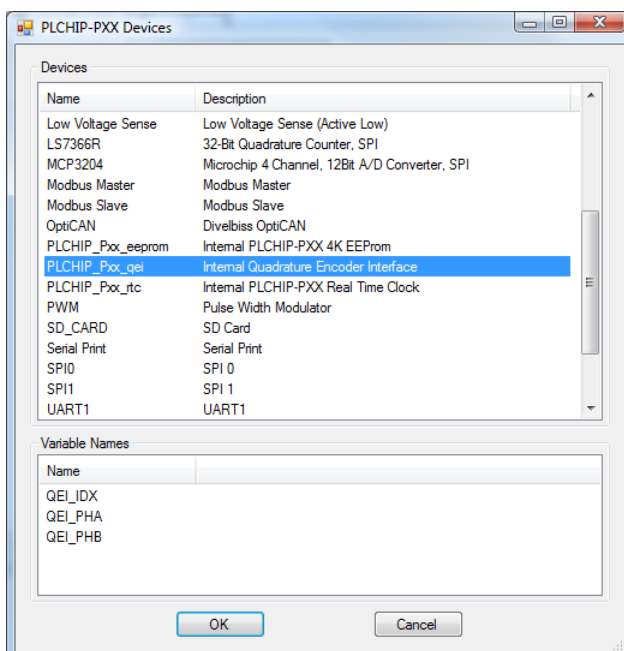 PLCHIP-PXX Devices
Devices
Name Description
Low Voltage Sense Low Voltage Sense (Active Low)
LS7366R 32-Bit Quadrature Counter, SPI
MCP3204 Microchip 4 Channel, 12Bit A/D Converter, SPI
Modbus Master Modbus Master
Modbus Slave Modbus Slave
OptiCAN Divelbiss OptiCAN
PLCHIP_Pxx_eeprom Internal PLCHIP-PXX 4K EEProm
PLCHIP_Pxx_qei Internal Quadrature Encoder Interface
PLCHIP_Pxx_rtc Internal PLCHIP-PXX Real Time Clock
PWM Pulse Width Modulator
SD_CARD SD Card
Serial Print Serial Print
SPI0 SPI 0
SPI1 SPI 1
UART1 UART1
Variable Names
Name
QEI_IDX
QEI_PHA
QEI_PHB
OK Cancel